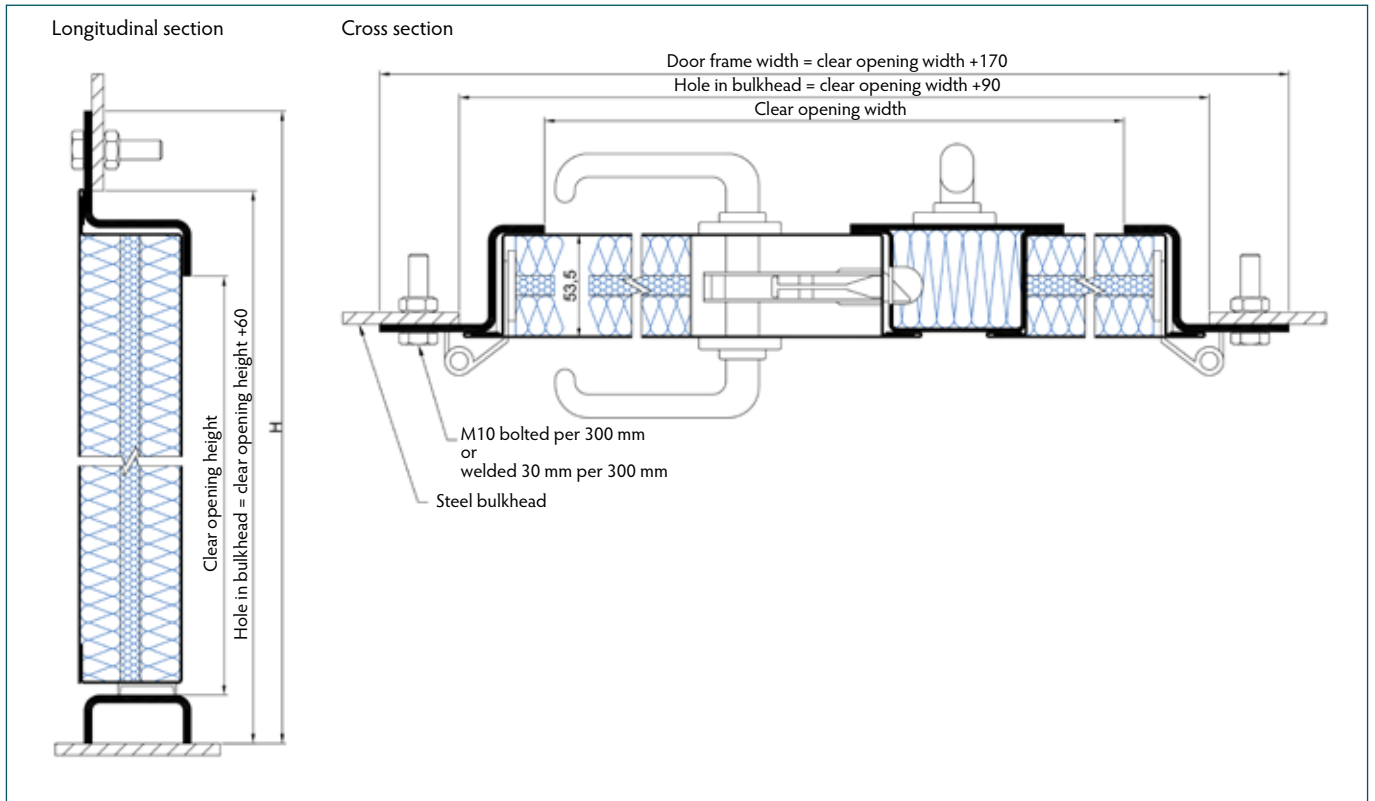 Longitudinal section
Cross section
Door frame width = clear opening width +170
Hole in bulkhead = clear opening width +90
Clear opening width
53,5
Clear opening height
Hole in bulkhead = clear opening height +60
H
M10 bolted per 300 mm
or
welded 30 mm per 300 mm
Steel bulkhead